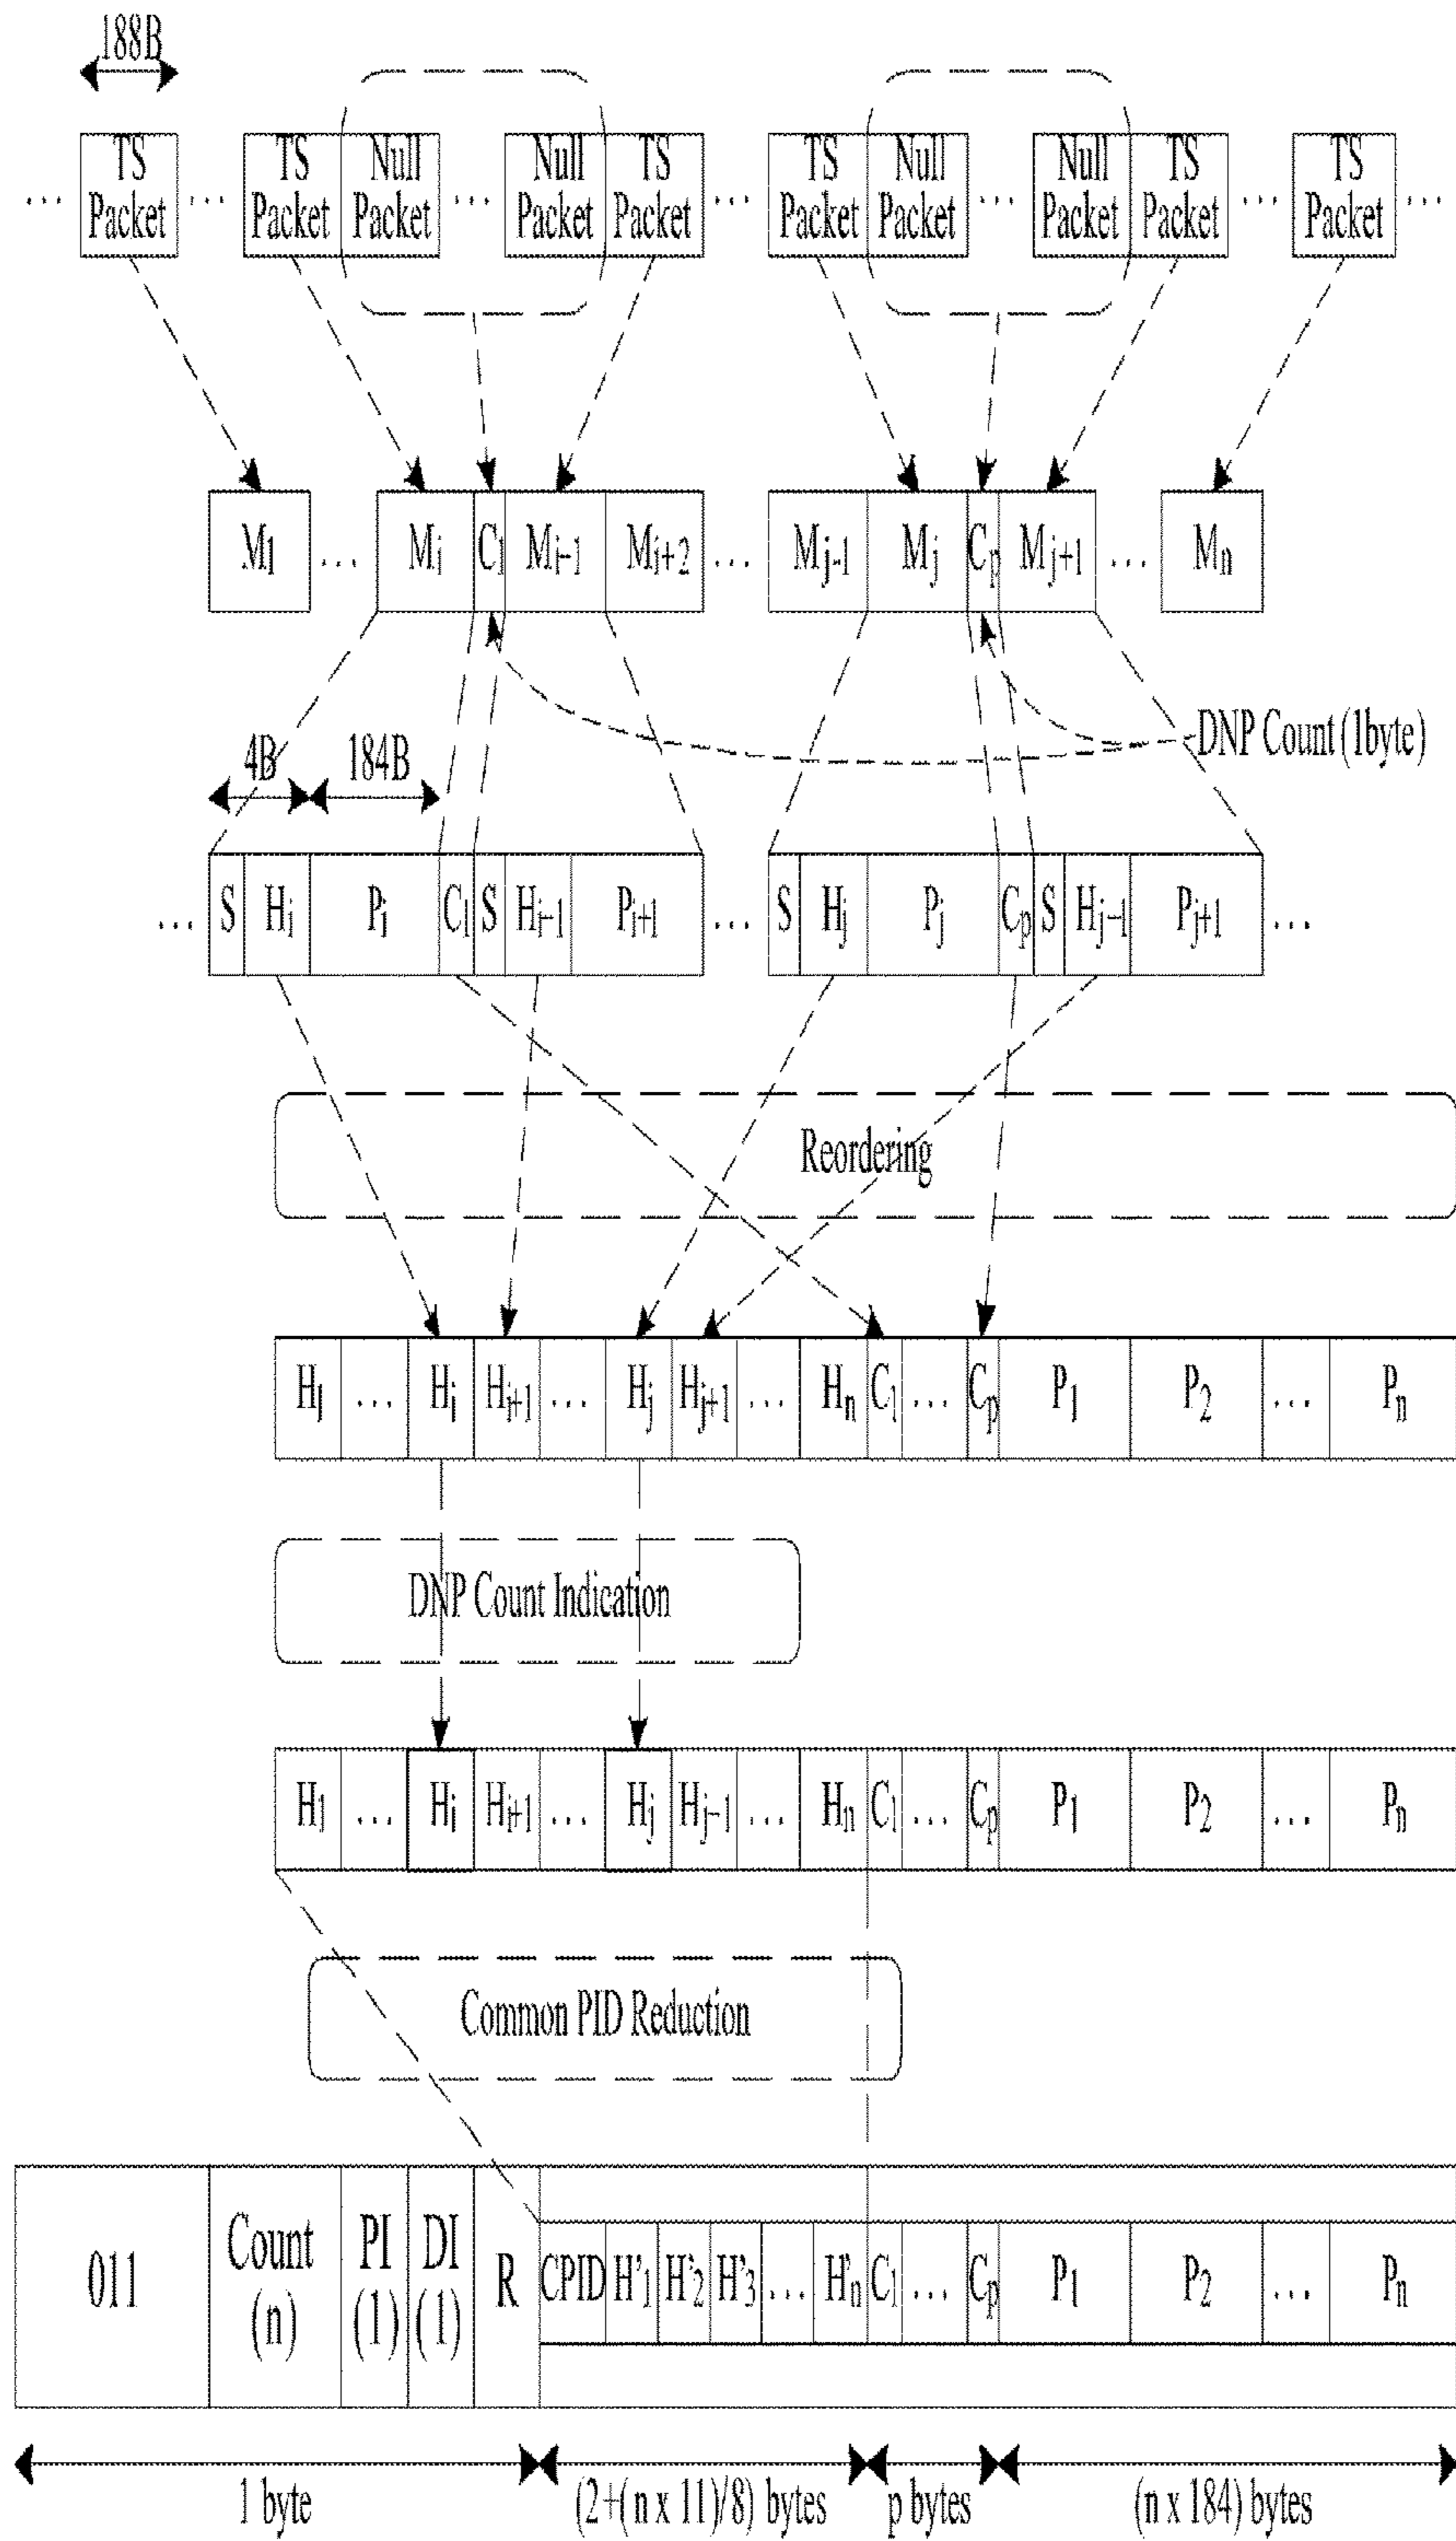 188B
... TS Packet ... TS Packet Null Packet ... Null Packet TS Packet ... TS Packet Null Packet ... Null Packet TS Packet ... TS Packet ...
M1 ... Mi C1 Mi-1 Mi+2 ... Mj-1 Mj Cp Mj+1 ... Mn
DNP Count (1byte)
4B 184B
... S Hi Pi C1 S Hi-1 Pi+1 ... S Hj Pj Cp S Hj-1 Pj+1 ...
Reordering
H1 ... Hi Hi+1 ... Hj Hj+1 ... Hn C1 ... Cp P1 P2 ... Pn
DNP Count Indication
H1 ... Hi Hi+1 ... Hj Hj-1 ... Hn C1 ... Cp P1 P2 ... Pn
Common PID Reduction
011 Count (n) PI (1) DI (1) R CPID H'1 H'2 H'3 ... H'n C1 ... Cp P1 P2 ... Pn
1 byte (2+(n x 11)/8) bytes p bytes (n x 184) bytes